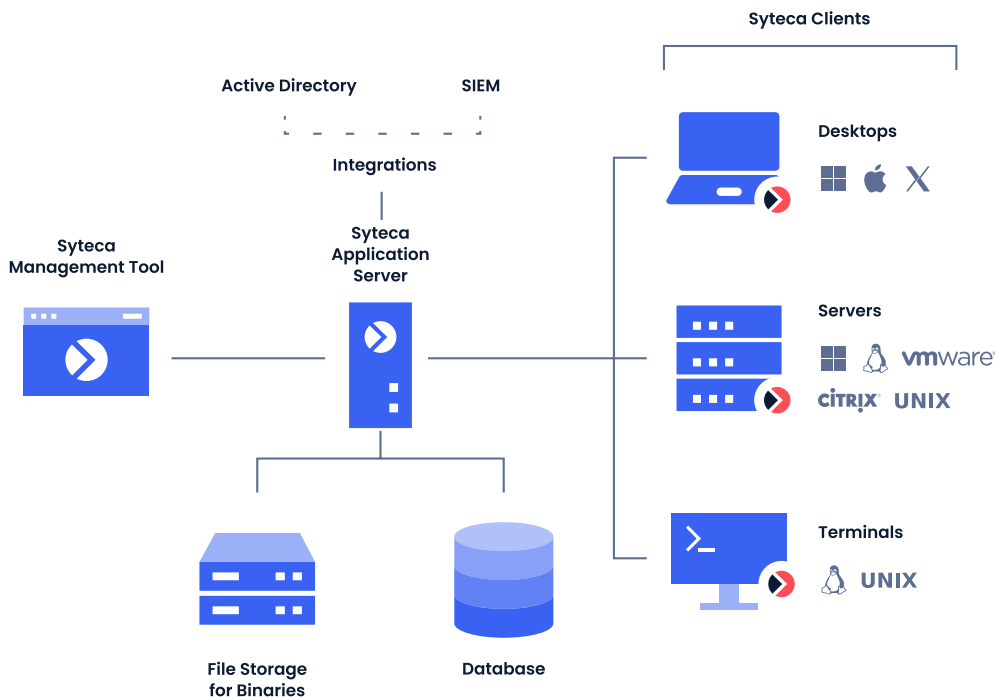 Syteca Clients
Active Directory
SIEM
Integrations
Syteca
Application
Server
Syteca
Management Tool
Desktops
Servers
vmware®
CITRIX®
UNIX
Terminals
UNIX
File Storage
for Binaries
Database